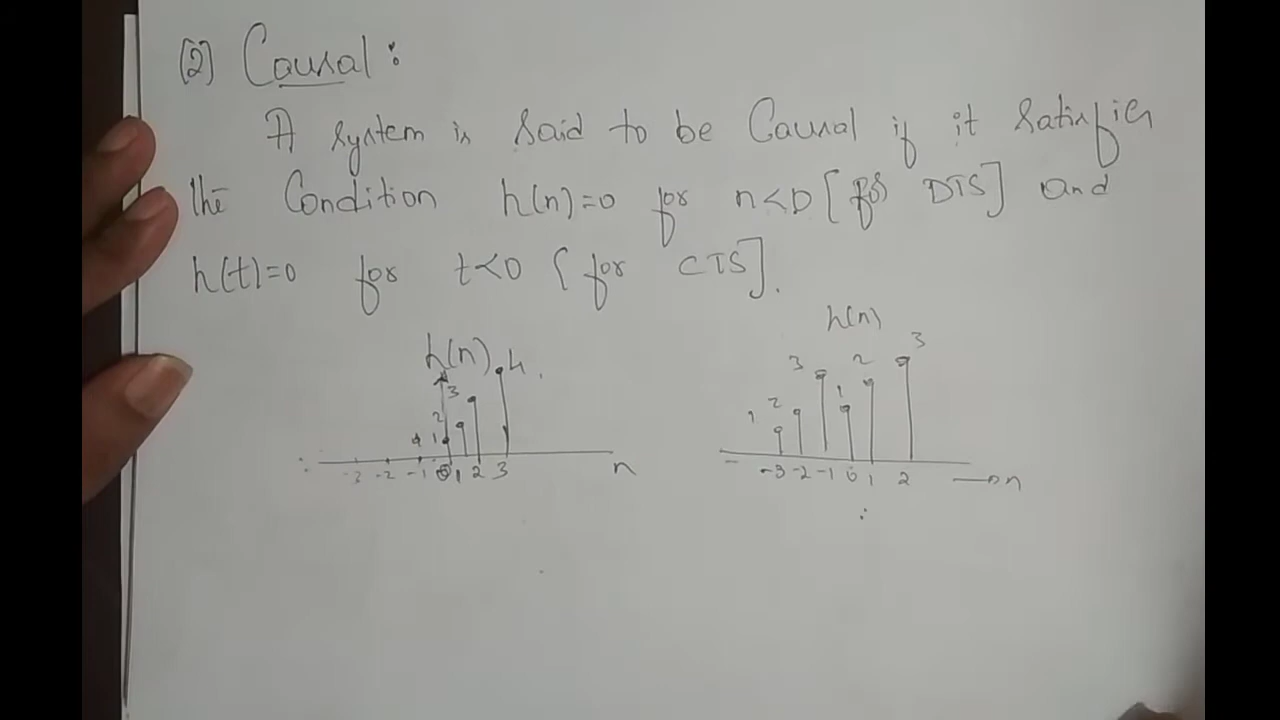 (2) Causal :
A system is said to be Causal if it satisfies
the Condition h(n)=0 for n<0 [for DTS] and
h(t)=0 for t<0 [for CTS].
h(n)
4
3
2
1
-3 -2 -1 0 1 2 3
n
h(n)
1 2 3 1 2 3
-3 -2 -1 0 1 2
n